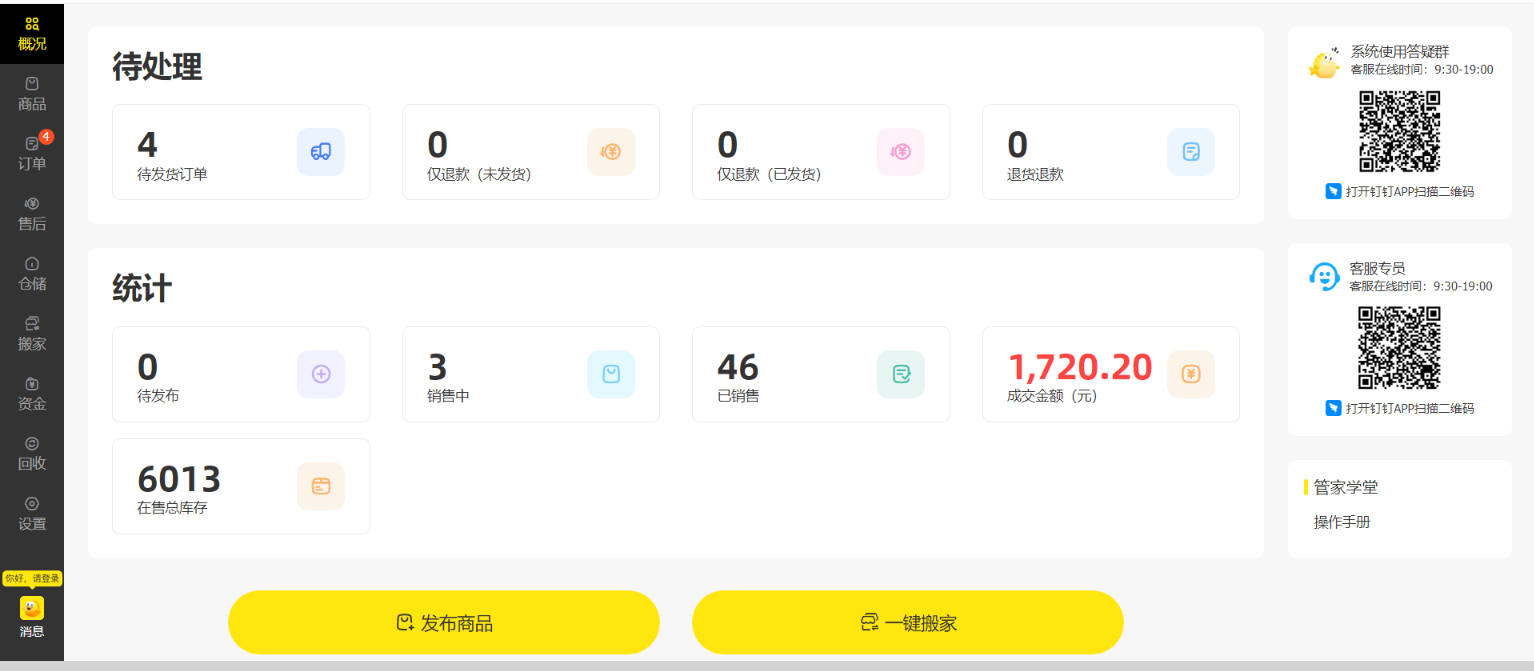 概况
商品
4
订单
售后
仓储
搬家
资金
回收
设置
你好，请登录
消息
待处理
4
待发货订单
0
仅退款（未发货）
0
仅退款（已发货）
0
退货退款
统计
0
待发布
3
销售中
46
已销售
1,720.20
成交金额（元）
6013
在售总库存
发布商品
一键搬家
系统使用答疑群
客服在线时间：9:30-19:00
打开钉钉APP扫描二维码
客服专员
客服在线时间：9:30-19:00
打开钉钉APP扫描二维码
管家学堂
操作手册